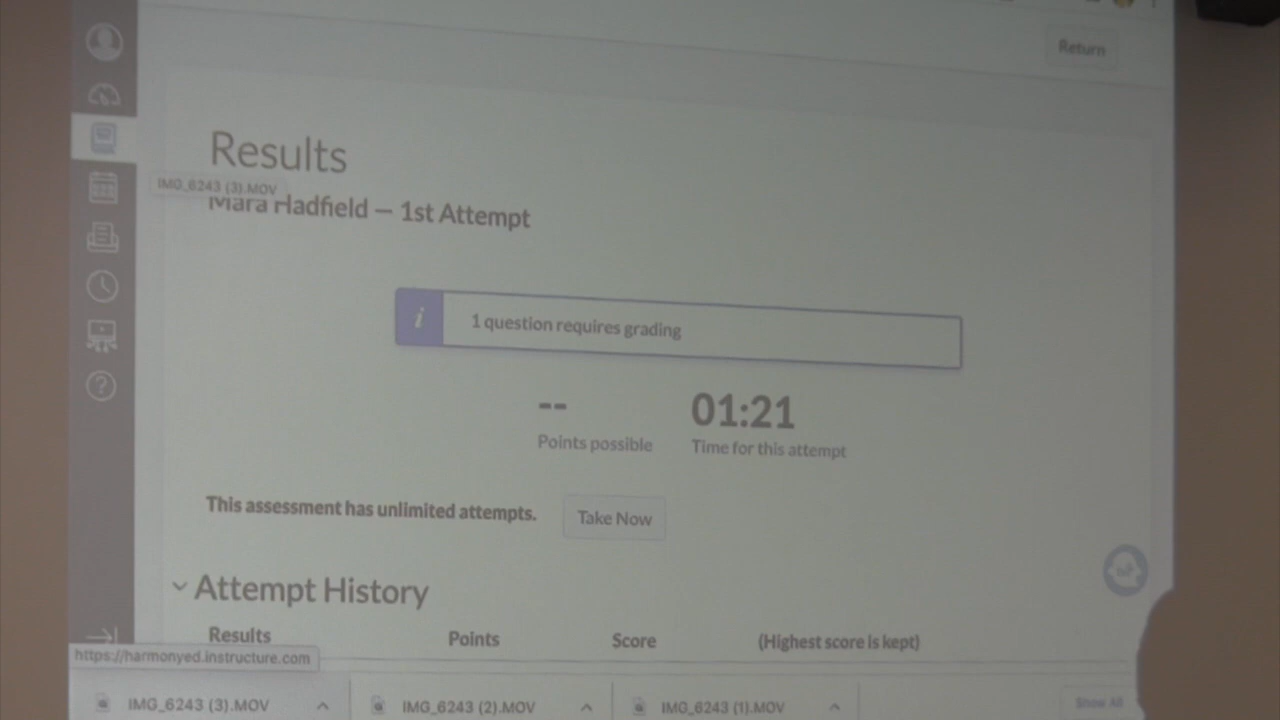 Return
Results
IMG_6243 (3).MOV
Mara Hadfield – 1st Attempt
i 1 question requires grading
-- 01:21
Points possible Time for this attempt
This assessment has unlimited attempts. Take Now
Attempt History
Results Points Score (Highest score is kept)
https://harmonyed.instructure.com
IMG_6243 (3).MOV IMG_6243 (2).MOV IMG_6243 (1).MOV Show All